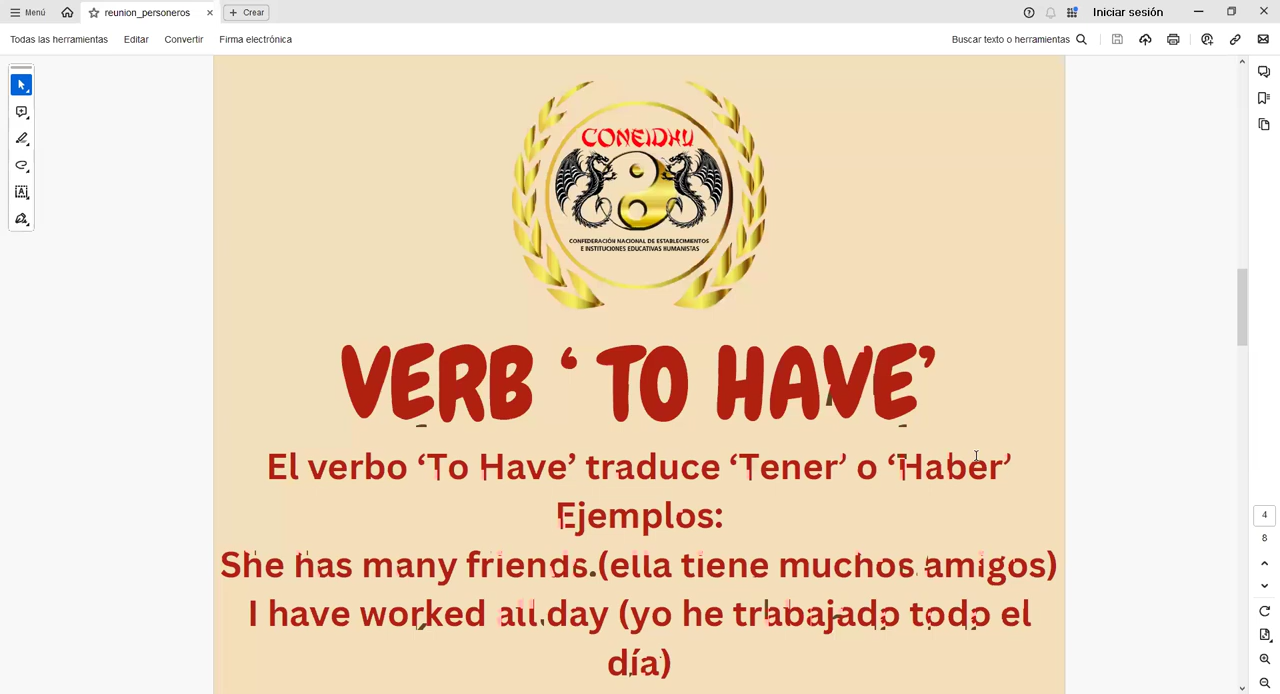 Menú
reunion_personeros
Crear
Iniciar sesión
Todas las herramientas
Editar
Convertir
Firma electrónica
Buscar texto o herramientas
CONEIDHU
CONFEDERACIÓN NACIONAL DE ESTABLECIMIENTOS
E INSTITUCIONES EDUCATIVAS HUMANISTAS
VERB ‘ TO HAVE’
El verbo ‘To Have’ traduce ‘Tener’ o ‘Haber’
Ejemplos:
She has many friends.(ella tiene muchos amigos)
I have worked all day (yo he trabajado todo el
día)
4
8